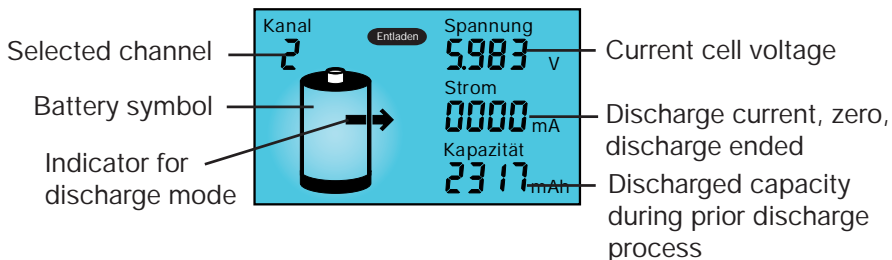 Selected channel
Battery symbol
Indicator for
discharge mode
Kanal
2
Entladen
Spannung
5.983 V
Strom
0000 mA
Kapazität
2317 mAh
Current cell voltage
Discharge current, zero,
discharge ended
Discharged capacity
during prior discharge
process